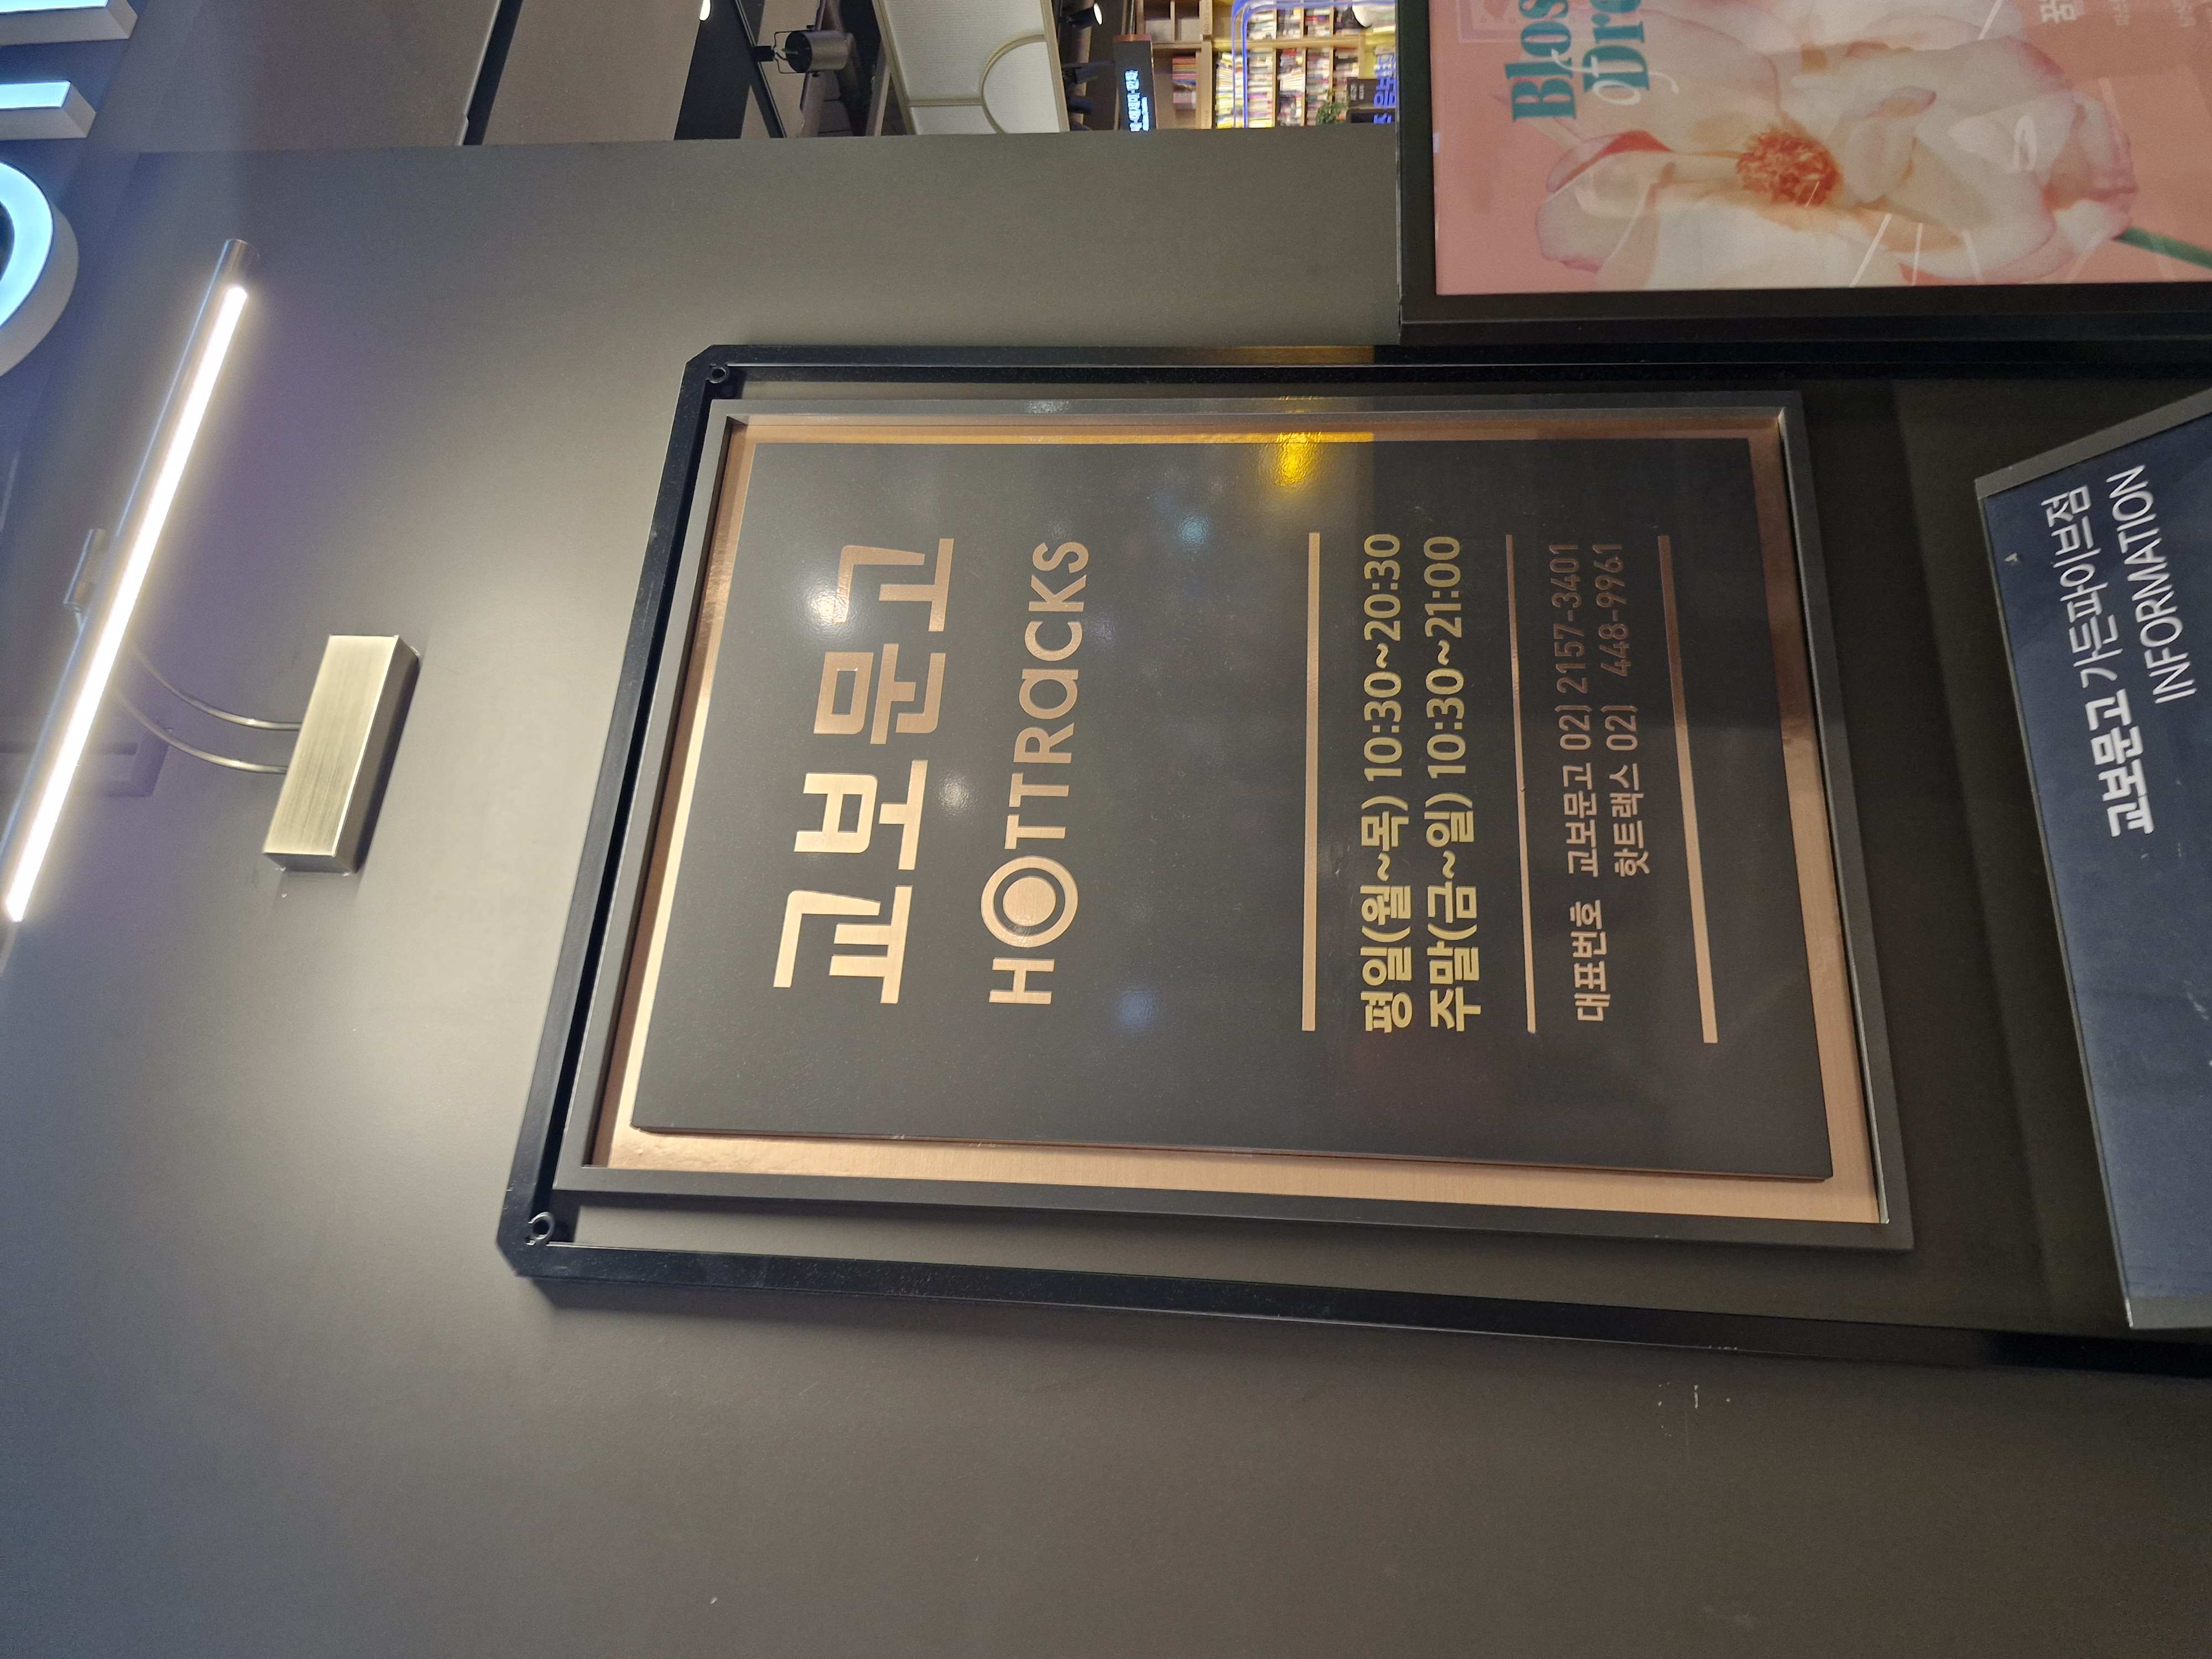 교보문고
HOTTRACKS
평일(월~목) 10:30~20:30
주말(금~일) 10:30~21:00
대표번호 교보문고 02) 2157-3401
핫트랙스 02) 448-9961
교보문고 가든파이브점
INFORMATION